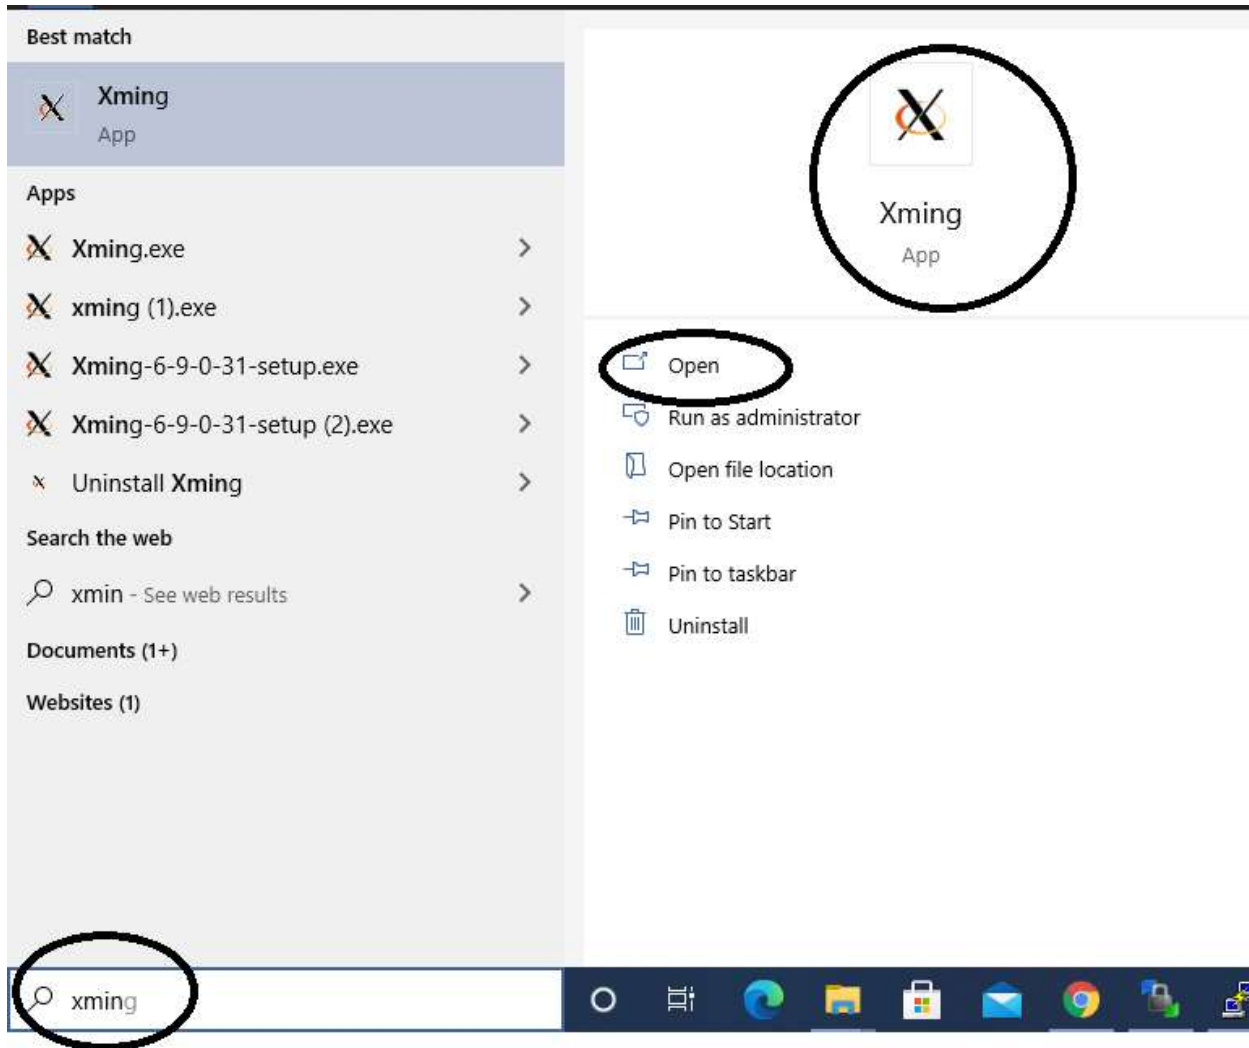 Best match
Xming
App
Apps
Xming.exe
xming (1).exe
Xming-6-9-0-31-setup.exe
Xming-6-9-0-31-setup (2).exe
Uninstall Xming
Search the web
xmin - See web results
Documents (1+)
Websites (1)
Xming
App
Open
Run as administrator
Open file location
Pin to Start
Pin to taskbar
Uninstall
xming